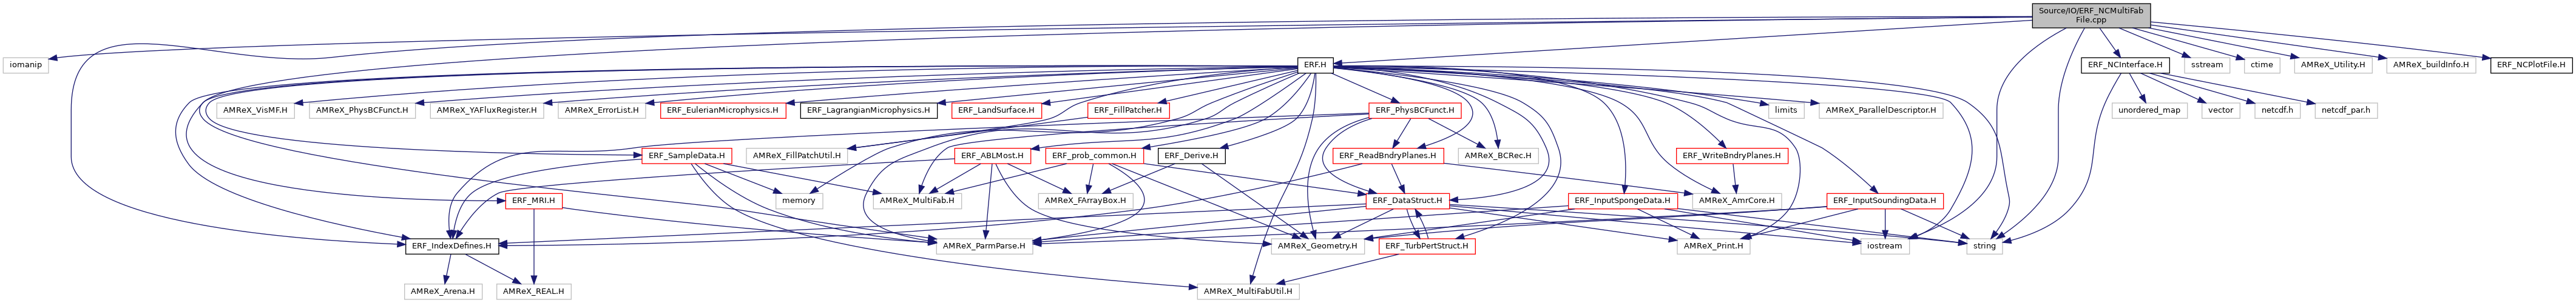 Source/IO/ERF_NCMultiFab
File.cpp
iomanip
ERF.H
ERF_NCInterface.H
sstream
ctime
AMReX_Utility.H
AMReX_buildInfo.H
ERF_NCPlotFile.H
AMReX_VisMF.H
AMReX_PhysBCFunct.H
AMReX_YAFluxRegister.H
AMReX_ErrorList.H
ERF_EulerianMicrophysics.H
ERF_LagrangianMicrophysics.H
ERF_LandSurface.H
ERF_FillPatcher.H
ERF_PhysBCFunct.H
limits
AMReX_ParallelDescriptor.H
unordered_map
vector
netcdf.h
netcdf_par.h
ERF_SampleData.H
AMReX_FillPatchUtil.H
ERF_ABLMost.H
ERF_prob_common.H
ERF_Derive.H
ERF_ReadBndryPlanes.H
AMReX_BCRec.H
ERF_WriteBndryPlanes.H
ERF_MRI.H
memory
AMReX_MultiFab.H
AMReX_FArrayBox.H
ERF_DataStruct.H
ERF_InputSpongeData.H
AMReX_AmrCore.H
ERF_InputSoundingData.H
ERF_IndexDefines.H
AMReX_ParmParse.H
AMReX_Geometry.H
ERF_TurbPertStruct.H
AMReX_Print.H
iostream
string
AMReX_Arena.H
AMReX_REAL.H
AMReX_MultiFabUtil.H